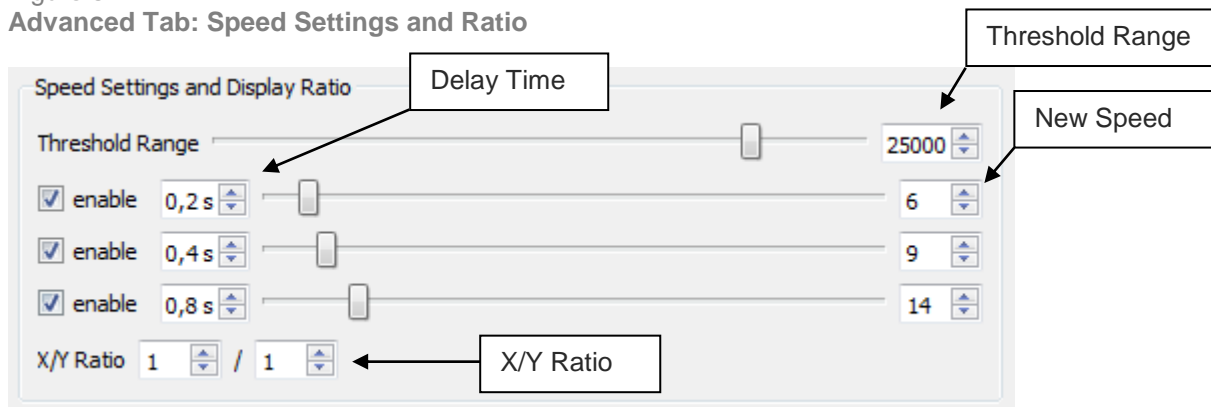 Advanced Tab: Speed Settings and Ratio
Threshold Range
Delay Time
Speed Settings and Display Ratio
New Speed
Threshold Range 25000
enable 0,2 s 6
enable 0,4 s 9
enable 0,8 s 14
X/Y Ratio 1 / 1
X/Y Ratio